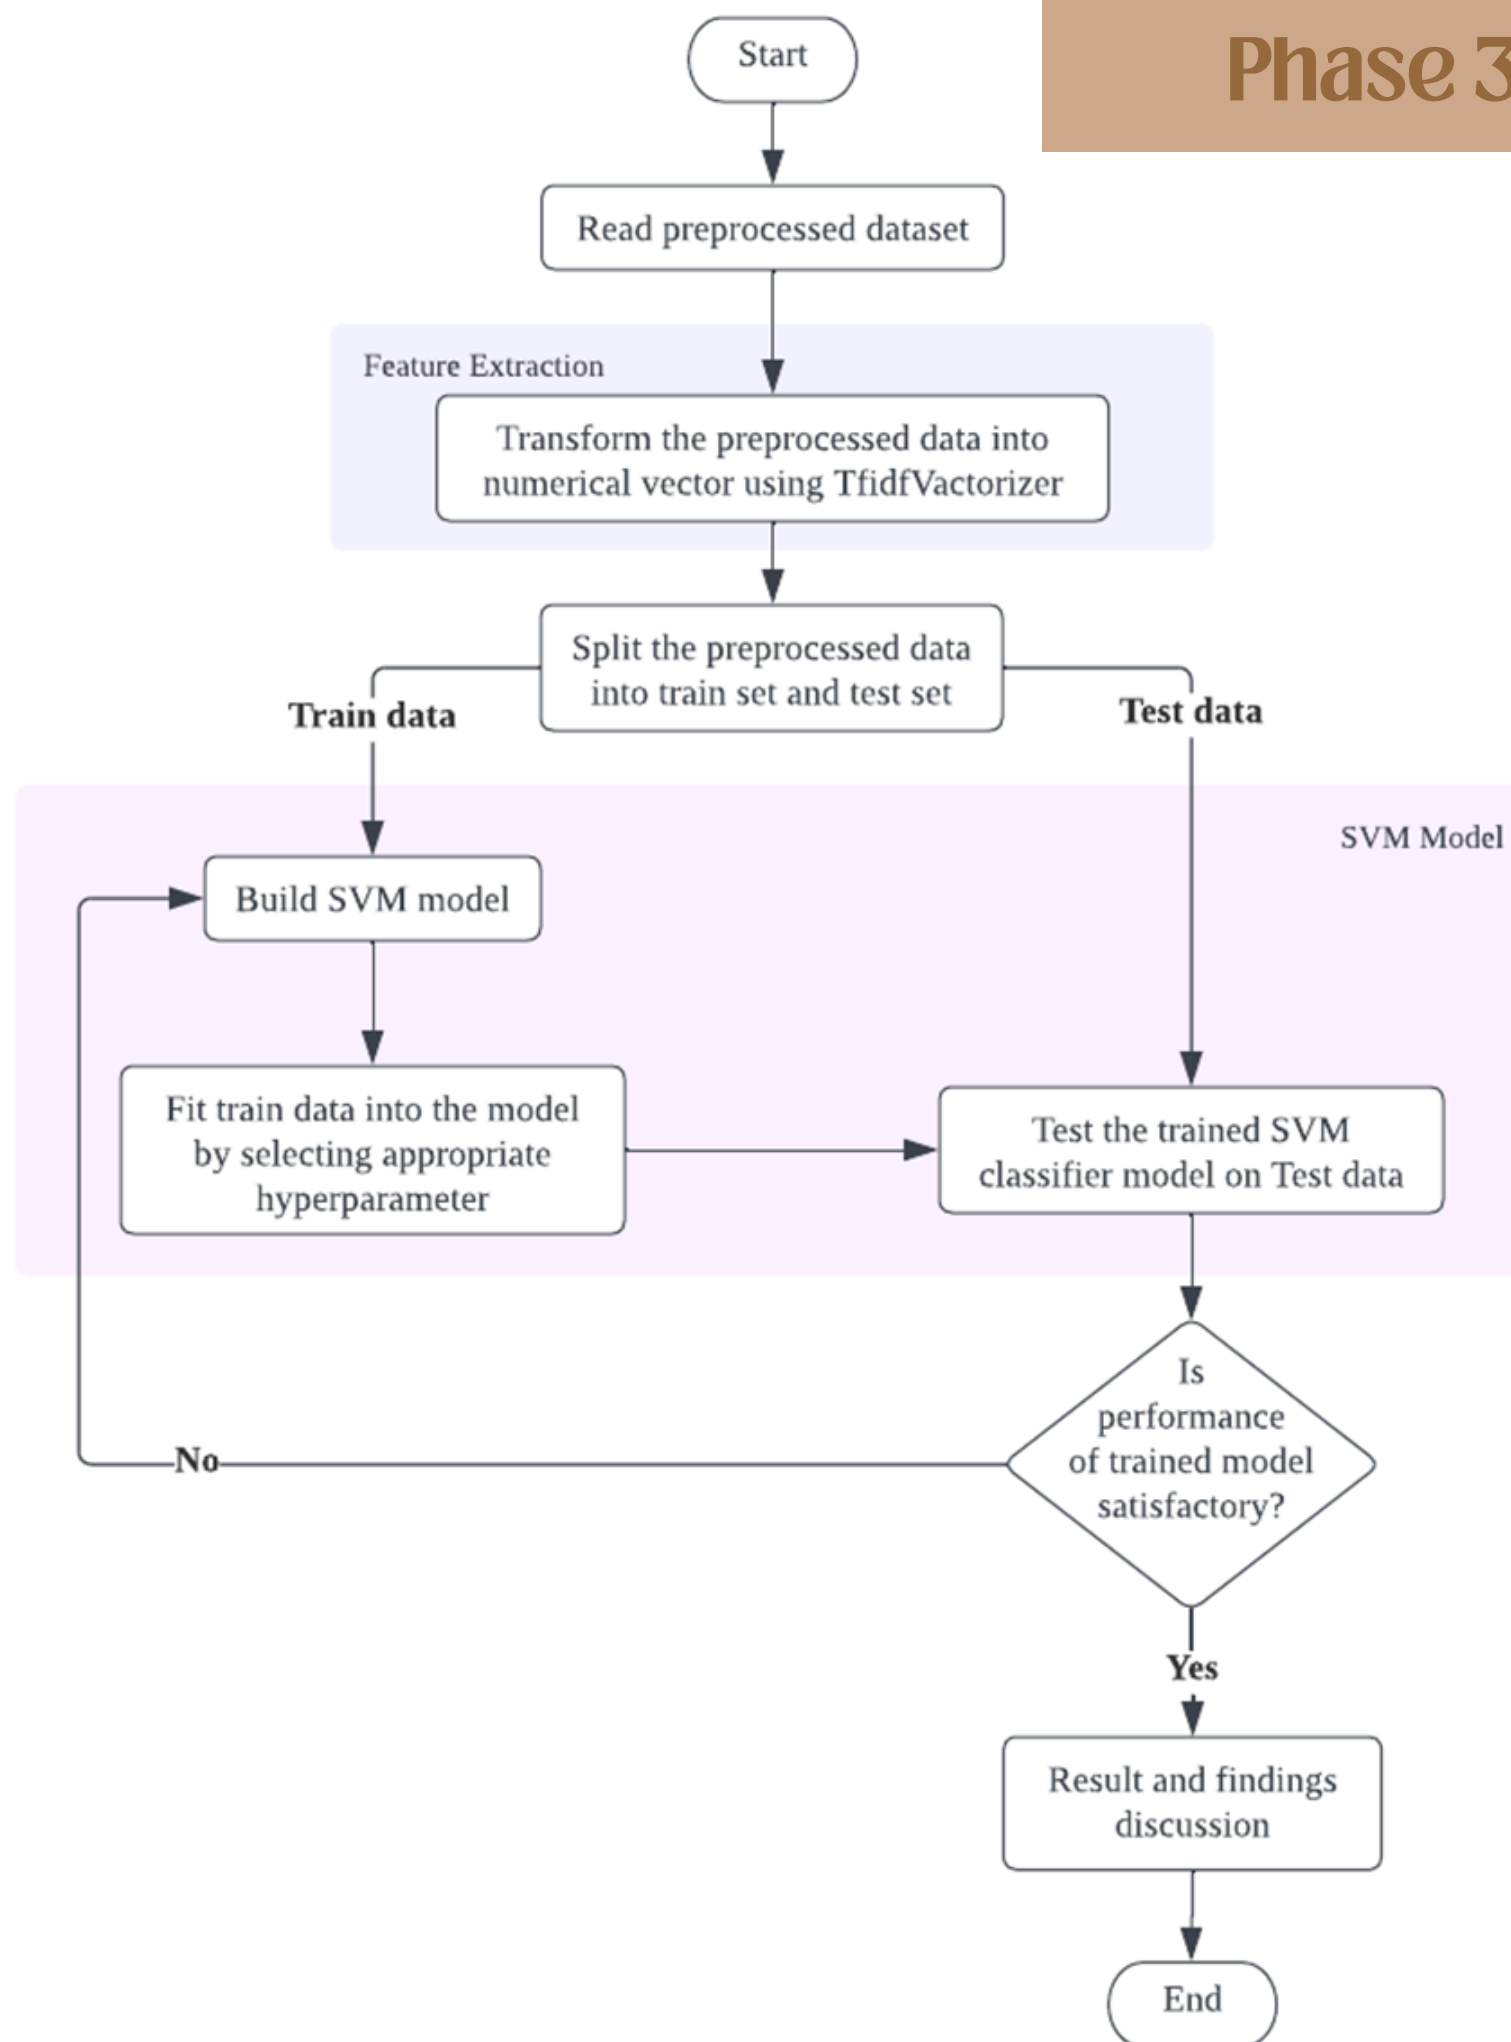 Start
Phase 3
Read preprocessed dataset
Feature Extraction
Transform the preprocessed data into
numerical vector using TfidfVactorizer
Split the preprocessed data
into train set and test set
Train data
Test data
SVM Model
Build SVM model
Fit train data into the model
by selecting appropriate
hyperparameter
Test the trained SVM
classifier model on Test data
Is
performance
of trained model
satisfactory?
No
Yes
Result and findings
discussion
End